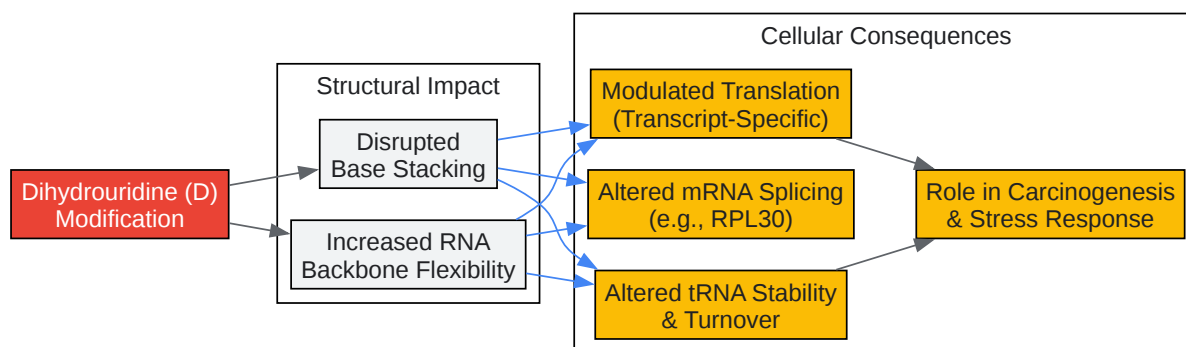 Cellular Consequences
Structural Impact
Modulated Translation
(Transcript-Specific)
Disrupted
Base Stacking
Dihydrouridine (D)
Modification
Altered mRNA Splicing
(e.g., RPL30)
Role in Carcinogenesis
& Stress Response
Increased RNA
Backbone Flexibility
Altered tRNA Stability
& Turnover